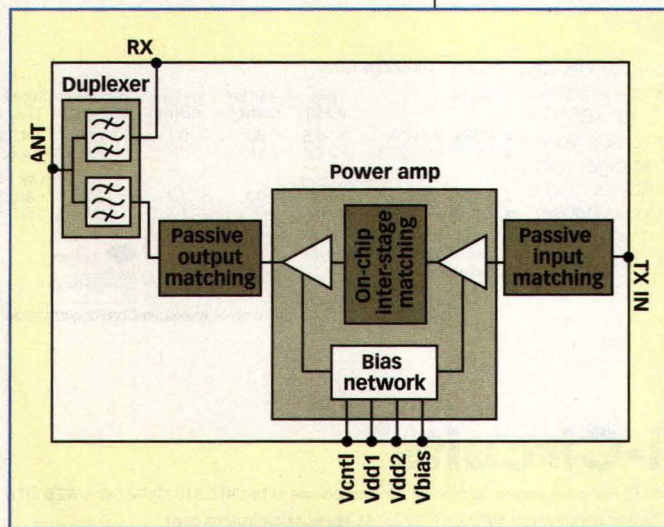 RX
Duplexer
ANT
Power amp
Passive
output
matching
On-chip
inter-stage
matching
Passive
input
matching
TX IN
Bias
network
Vcntl
Vdd1
Vdd2
Vbias